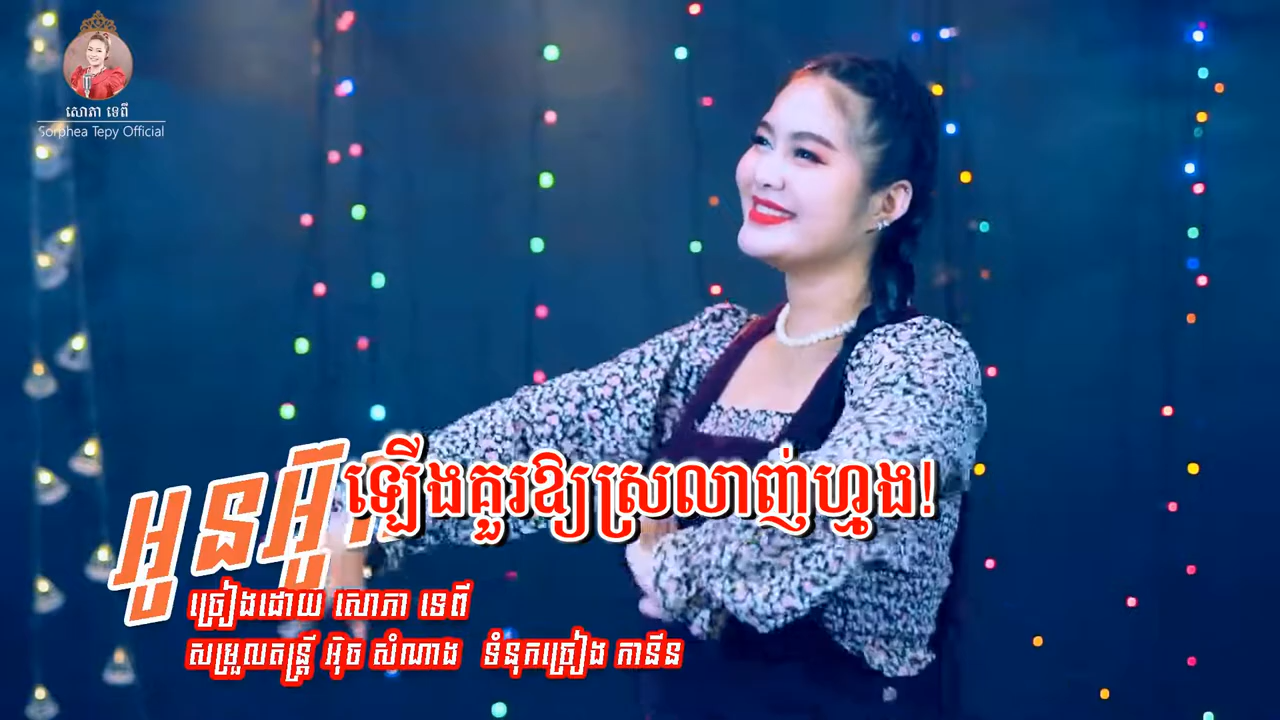 សោភា ទេពី
Sorphea Tepy Official
អូនអ៊ូ
ឡើងគួរឱ្យស្រលាញ់ហ្មង!
ច្រៀងដោយ សោភា ទេពី
សម្រួលតន្ត្រី អ៊ិច សំណាង ទំនុកច្រៀង កានីន